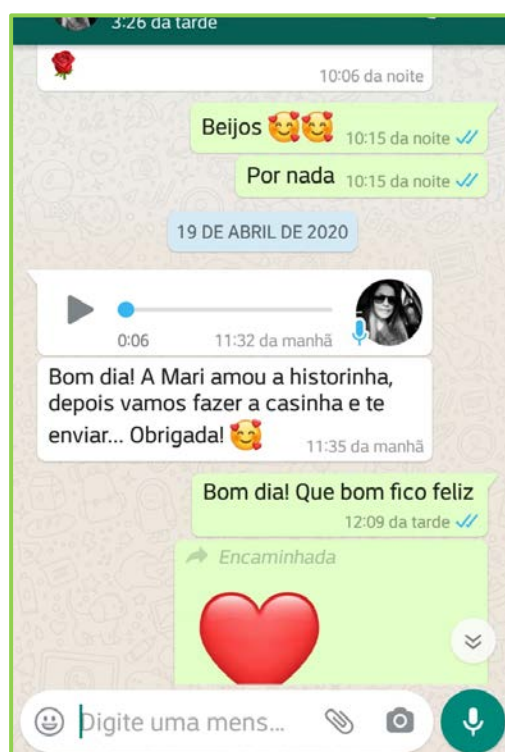 3:26 da tarde
10:06 da noite
Beijos 🥰🥰 10:15 da noite
Por nada 10:15 da noite
19 DE ABRIL DE 2020
0:06 11:32 da manhã
Bom dia! A Mari amou a historinha,
depois vamos fazer a casinha e te
enviar... Obrigada! 🥰 11:35 da manhã
Bom dia! Que bom fico feliz
12:09 da tarde
Encaminhada
Digite uma mens...